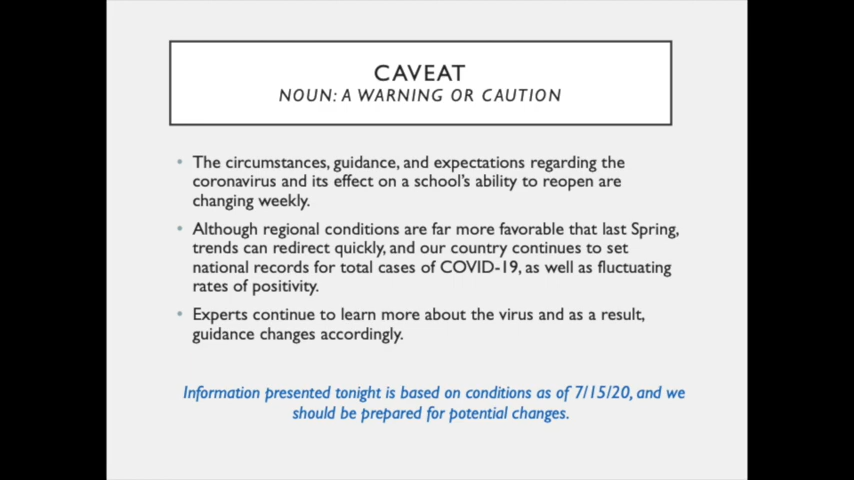 CAVEAT
NOUN: A WARNING OR CAUTION
• The circumstances, guidance, and expectations regarding the
coronavirus and its effect on a school's ability to reopen are
changing weekly.
• Although regional conditions are far more favorable that last Spring,
trends can redirect quickly, and our country continues to set
national records for total cases of COVID-19, as well as fluctuating
rates of positivity.
• Experts continue to learn more about the virus and as a result,
guidance changes accordingly.
Information presented tonight is based on conditions as of 7/15/20, and we
should be prepared for potential changes.